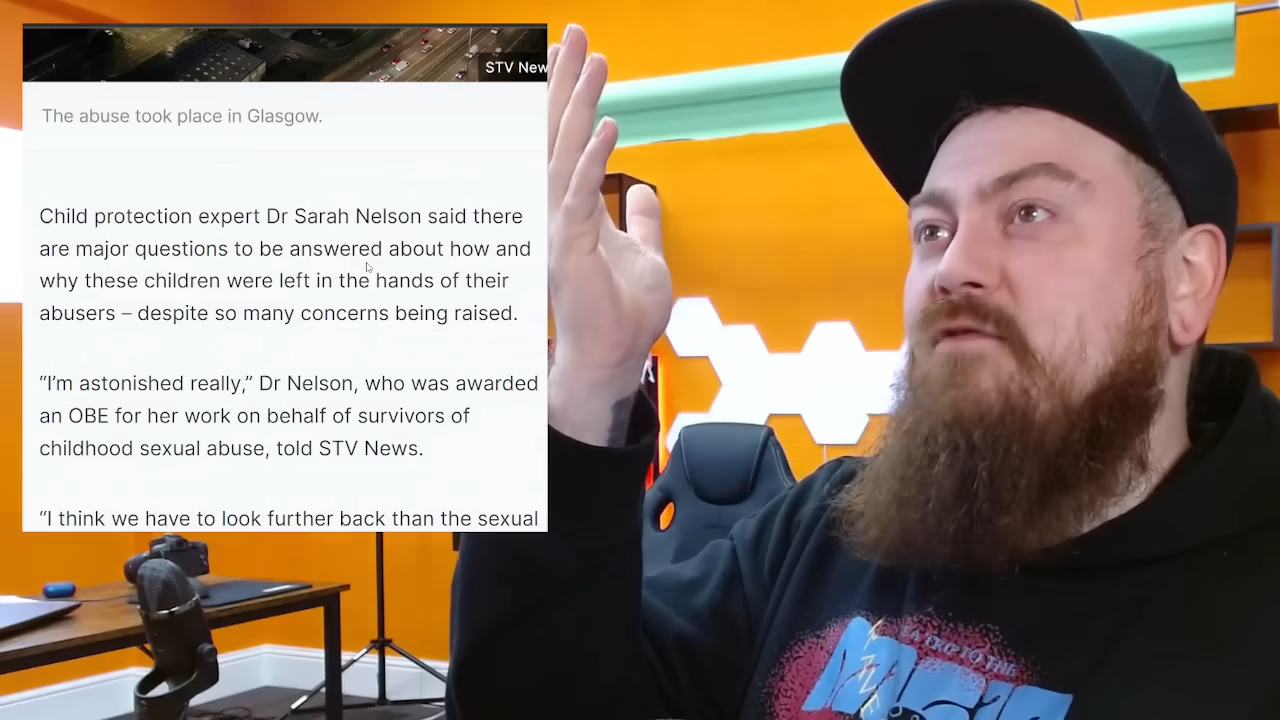 STV New
The abuse took place in Glasgow.
Child protection expert Dr Sarah Nelson said there
are major questions to be answered about how and
why these children were left in the hands of their
abusers – despite so many concerns being raised.
“I’m astonished really,” Dr Nelson, who was awarded
an OBE for her work on behalf of survivors of
childhood sexual abuse, told STV News.
“I think we have to look further back than the sexual
A TRIP TO THE